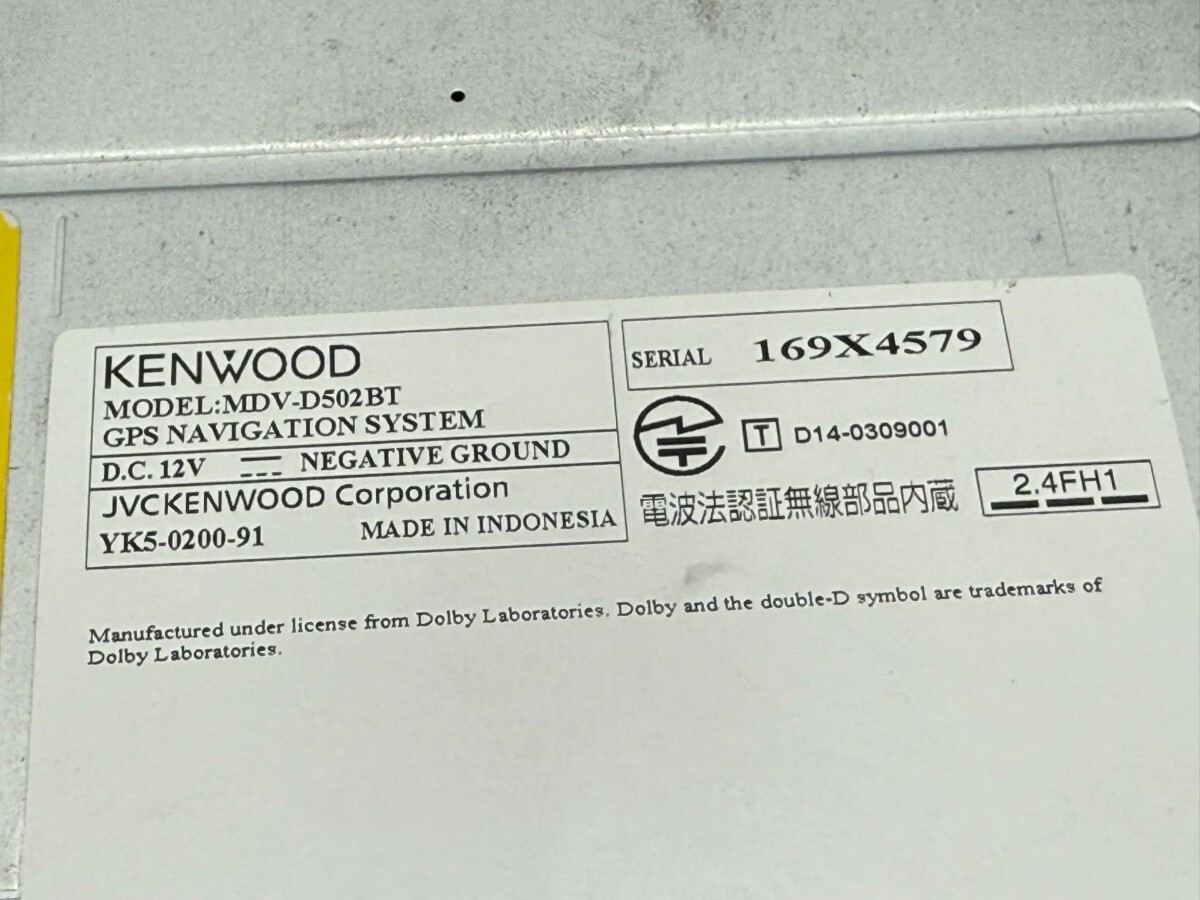 KENWOOD
MODEL:MDV-D502BT
GPS NAVIGATION SYSTEM
D.C. 12V NEGATIVE GROUND
JVCKENWOOD Corporation
YK5-0200-91 MADE IN INDONESIA
SERIAL 169X4579
T D14-0309001
電波法認証無線部品内蔵
2.4FH1
Manufactured under license from Dolby Laboratories. Dolby and the double-D symbol are trademarks of
Dolby Laboratories.